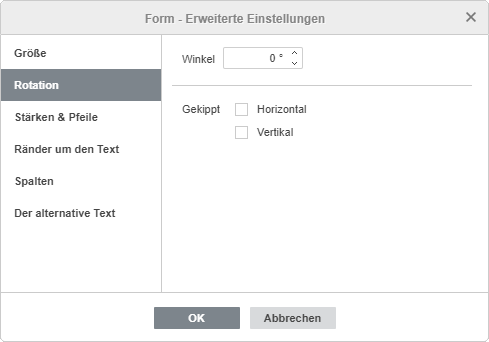 Form - Erweiterte Einstellungen
Größe
Rotation
Stärken & Pfeile
Ränder um den Text
Spalten
Der alternative Text
Winkel 0 °
Gekippt Horizontal
Vertikal
OK Abbrechen